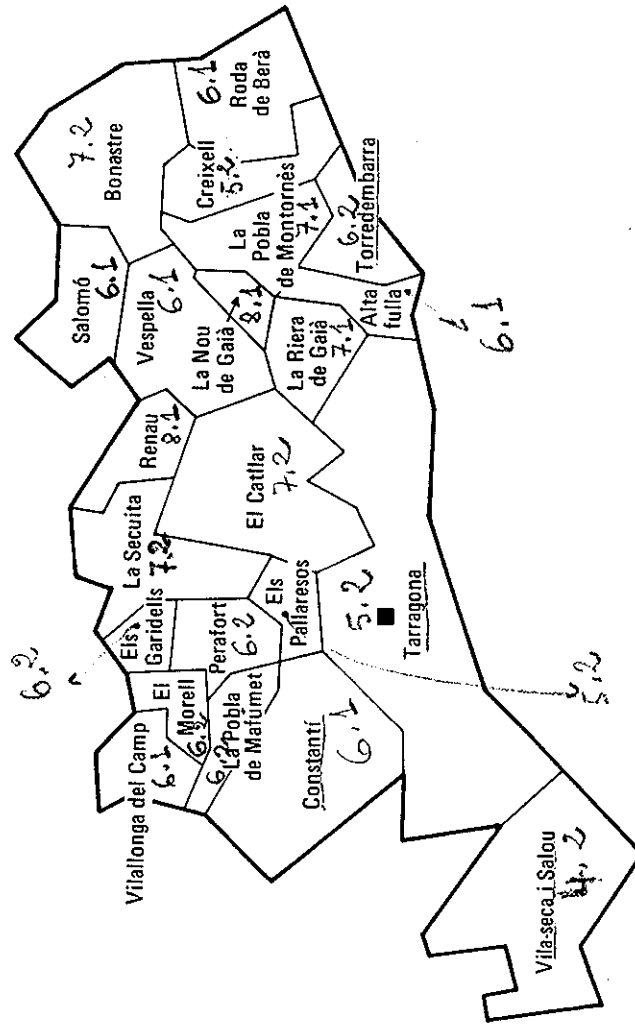 Salomó
6.1
7.2
Bonastre
6.1
Roda
de Berà
Creixell
5.2
Vespella
6.1
La Nou
de Gaià
8.1
La
Pobla
de Montornès
7.1
6.2
Torredembarra
La Riera
de Gaià
7.1
Alta
fulla
6.1
Renau
8.1
La Secuita
7.2
El Catllar
7.2
6.2
Els
Garidells
Perafort
6.2
Els
Pallaresos
5.2
5.2
Tarragona
Vilallonga del Camp
6.1
El
Morell
6.2
6.2
La Pobla
de Mafumet
Constantí
6.1
Vila-seca i Salou
4.2